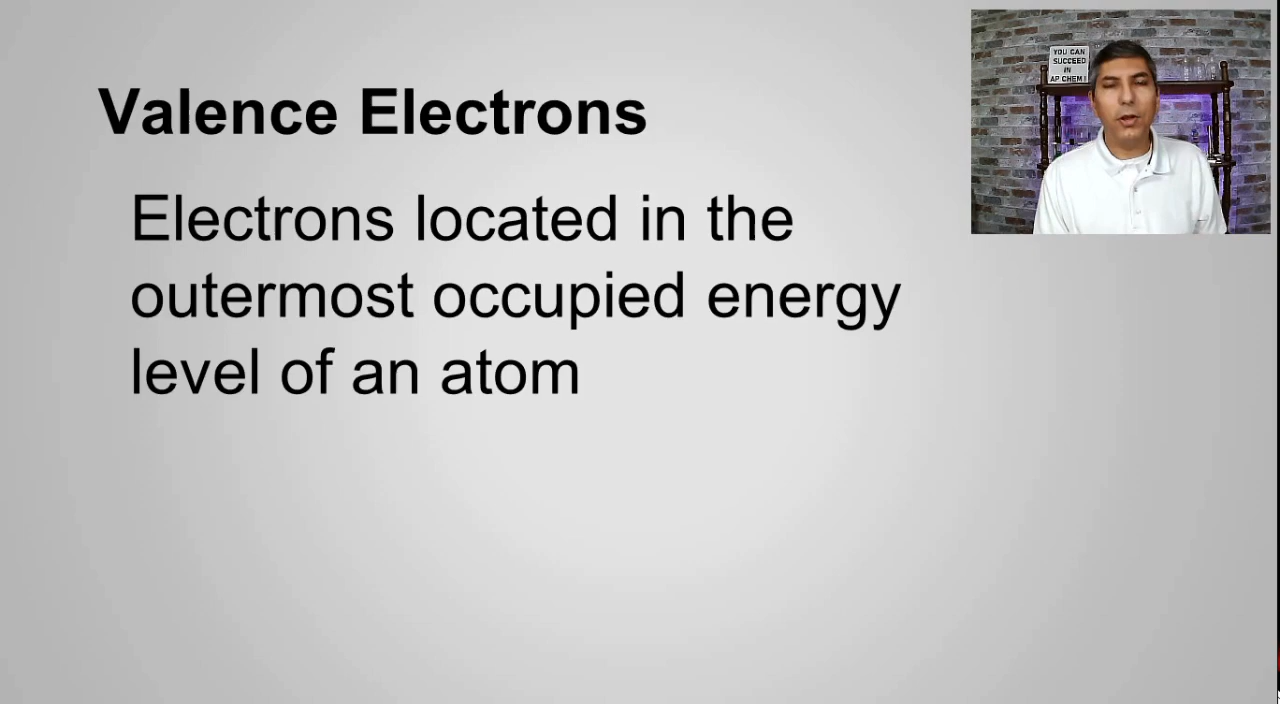 Valence Electrons
Electrons located in the
outermost occupied energy
level of an atom
YOU CAN
SUCCEED
IN
AP CHEM!